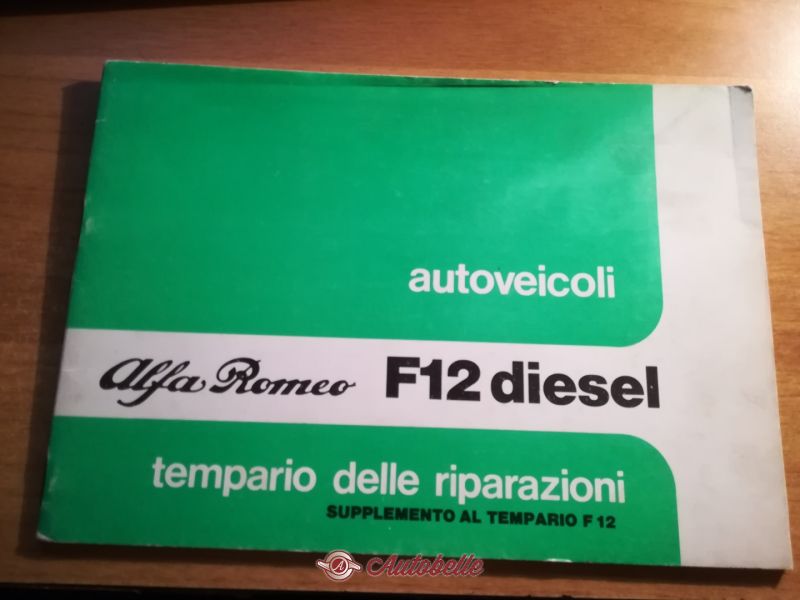 autoveicoli
Alfa Romeo F12 diesel
tempario delle riparazioni
SUPPLEMENTO AL TEMPARIO F 12
A Autobelle